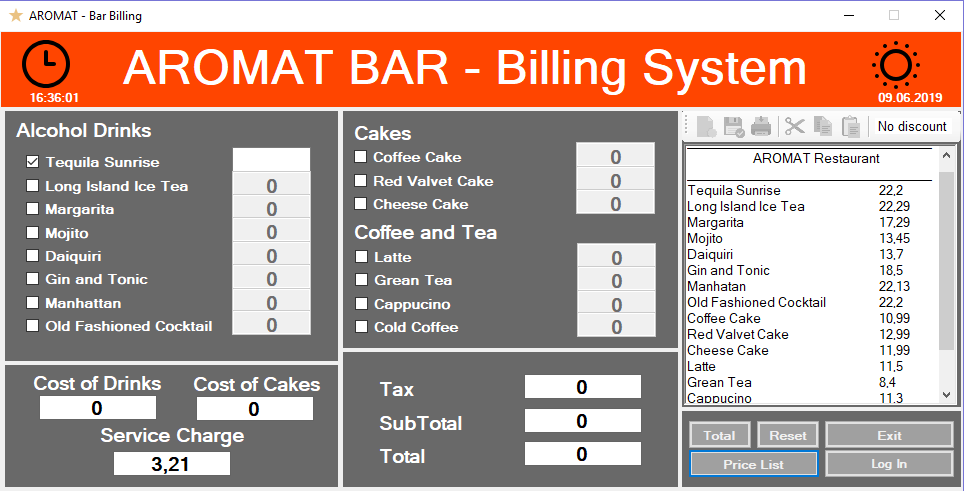 AROMAT - Bar Billing
AROMAT BAR - Billing System
16:36:01
09.06.2019
Alcohol Drinks
Tequila Sunrise
Long Island Ice Tea 0
Margarita 0
Mojito 0
Daiquiri 0
Gin and Tonic 0
Manhattan 0
Old Fashioned Cocktail 0
Cost of Drinks
0
Cost of Cakes
0
Service Charge
3,21
Cakes
Coffee Cake 0
Red Valvet Cake 0
Cheese Cake 0
Coffee and Tea
Latte 0
Grean Tea 0
Cappucino 0
Cold Coffee 0
Tax 0
SubTotal 0
Total 0
No discount
AROMAT Restaurant
Tequila Sunrise 22,2
Long Island Ice Tea 22,29
Margarita 17,29
Mojito 13,45
Daiquiri 13,7
Gin and Tonic 18,5
Manhatan 22,13
Old Fashioned Cocktail 22,2
Coffee Cake 10,99
Red Valvet Cake 12,99
Cheese Cake 11,99
Latte 11,5
Grean Tea 8,4
Cappucino 11,3
Total Reset Exit
Price List Log In